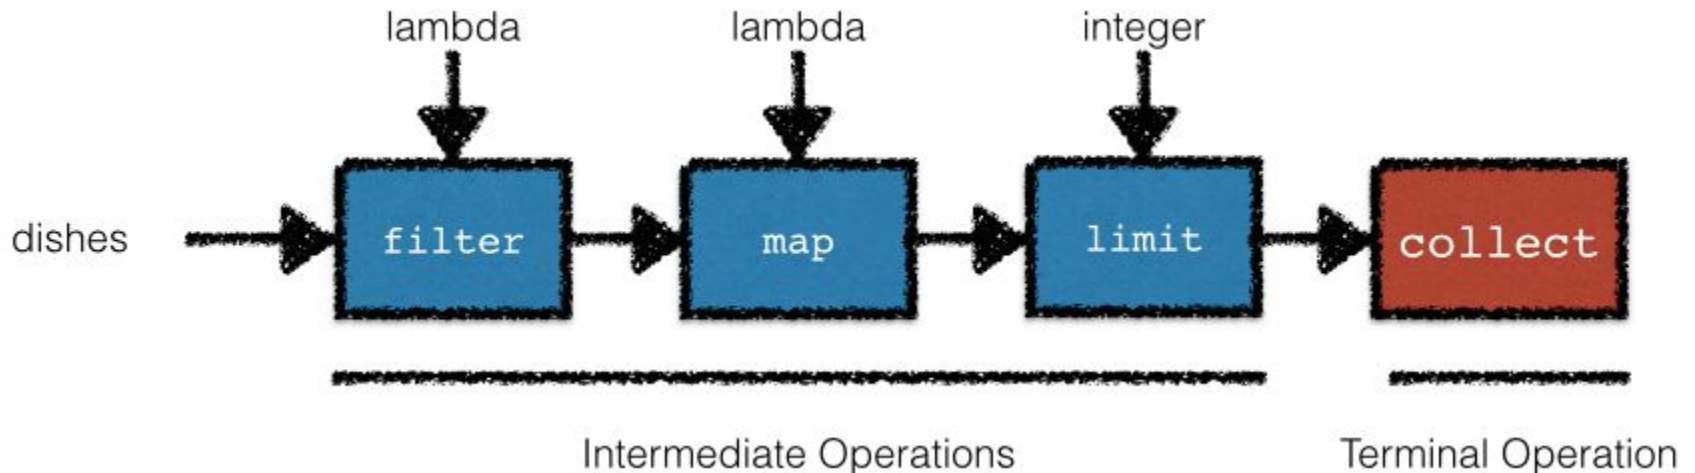 lambda lambda integer
dishes filter map limit collect
Intermediate Operations Terminal Operation